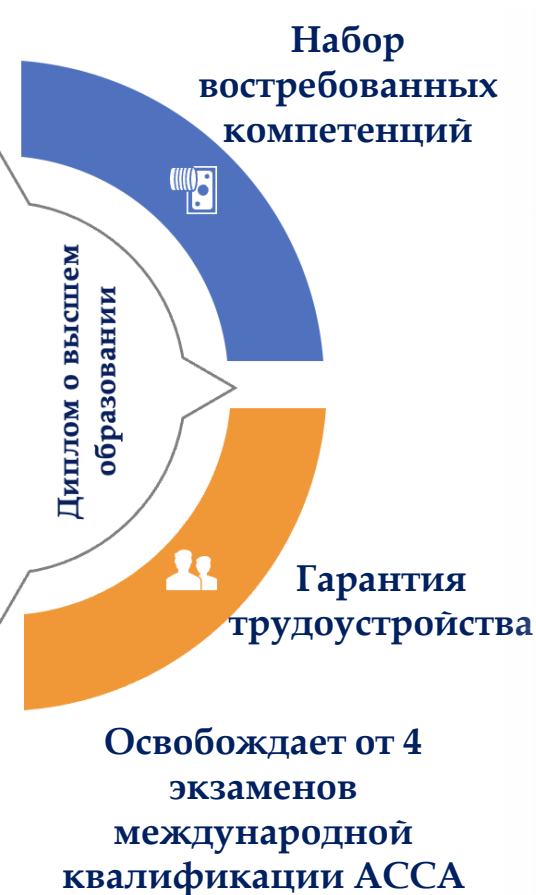 Набор
востребованных
компетенций
Диплом о высшем
образовании
Гарантия
трудоустройства
Освобождает от 4
экзаменов
международной
квалификации АССА